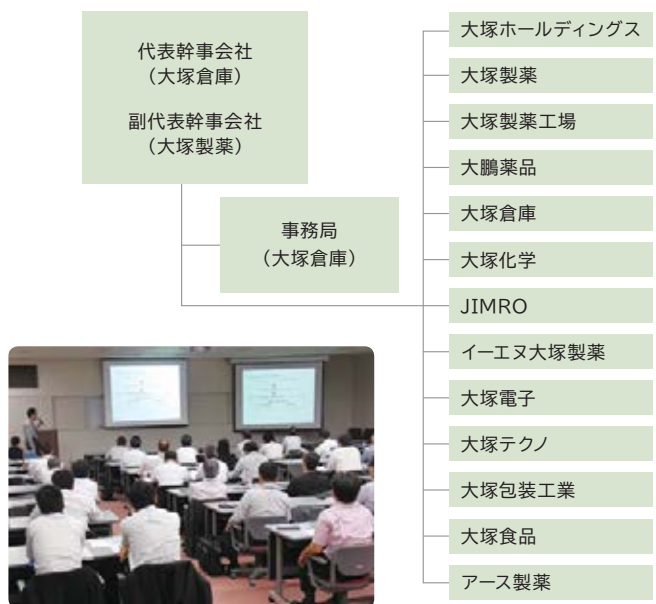 代表幹事会社
（大塚倉庫）
副代表幹事会社
（大塚製薬）
事務局
（大塚倉庫）
大塚ホールディングス
大塚製薬
大塚製薬工場
大鵬薬品
大塚倉庫
大塚化学
JIMRO
イーエヌ大塚製薬
大塚電子
大塚テクノ
大塚包装工業
大塚食品
アース製薬